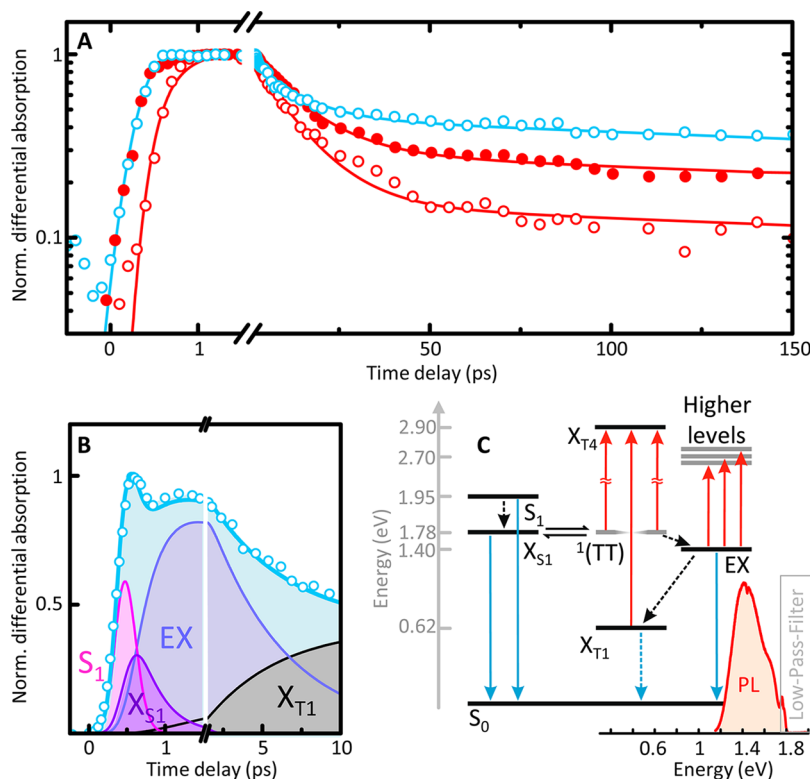 A
Norm. differential absorption
1
0.1
0
1
50
100
150
Time delay (ps)
B
Norm. differential absorption
1
0.5
S1
XS1
EX
XT1
0
1
5
10
Time delay (ps)
C
Energy (eV)
2.90
2.70
1.95
1.78
1.40
0.62
XT4
Higher
levels
S1
XS1
1(TT)
EX
XT1
S0
PL
Low-Pass-Filter
0.6
1
1.4
1.8
Energy (eV)